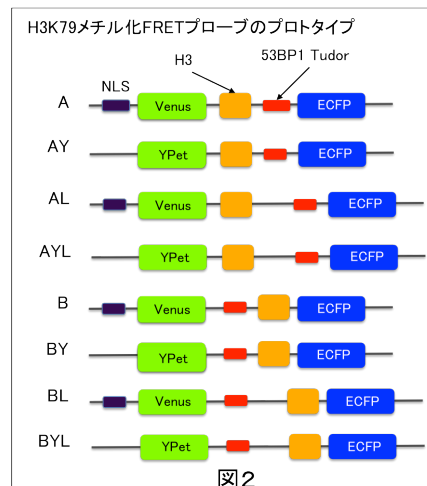 H3K79メチル化FRETプローブのプロトタイプ
H3
53BP1 Tudor
NLS
A
Venus
ECFP
AY
YPet
ECFP
AL
Venus
ECFP
AYL
YPet
ECFP
B
Venus
ECFP
BY
YPet
ECFP
BL
Venus
ECFP
BYL
YPet
ECFP
図2